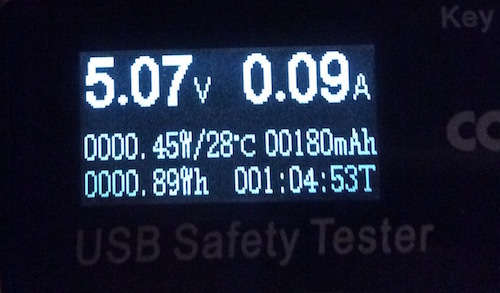 Key
5.07V 0.09A
0000.45W/28°C 00180mAh
0000.89Wh 001:04:53T
USB Safety Tester